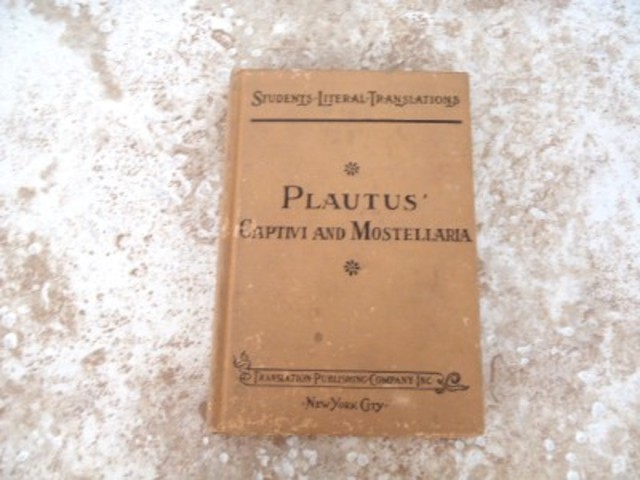 STUDENTS·LITERAL·TRANSLATIONS
PLAUTUS'
CAPTIVI AND MOSTELLARIA
TRANSLATION·PUBLISHING·COMPANY·INC·
·NEW YORK CITY·